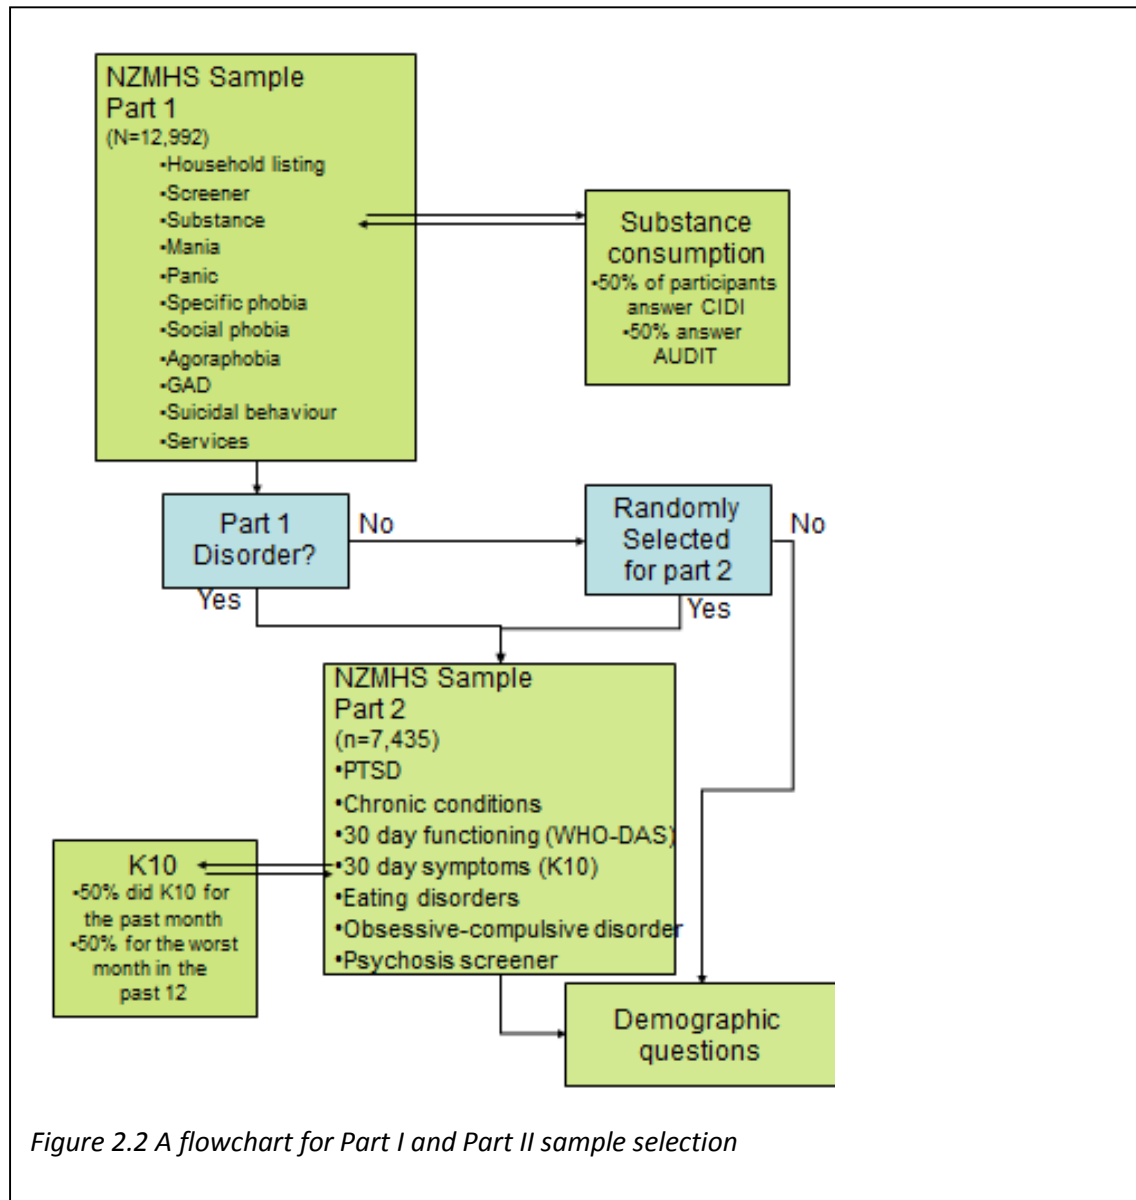 NZMHS Sample
Part 1
(N=12,992)
•Household listing
•Screener
•Substance
•Mania
•Panic
•Specific phobia
•Social phobia
•Agoraphobia
•GAD
•Suicidal behaviour
•Services
Substance
consumption
•50% of participants
answer CIDI
•50% answer
AUDIT
Part 1
Disorder?
No
Yes
Randomly
Selected
for part 2
No
Yes
NZMHS Sample
Part 2
(n=7,435)
•PTSD
•Chronic conditions
•30 day functioning (WHO-DAS)
•30 day symptoms (K10)
•Eating disorders
•Obsessive-compulsive disorder
•Psychosis screener
K10
•50% did K10 for
the past month
•50% for the worst
month in the
past 12
Demographic
questions
Figure 2.2 A flowchart for Part I and Part II sample selection